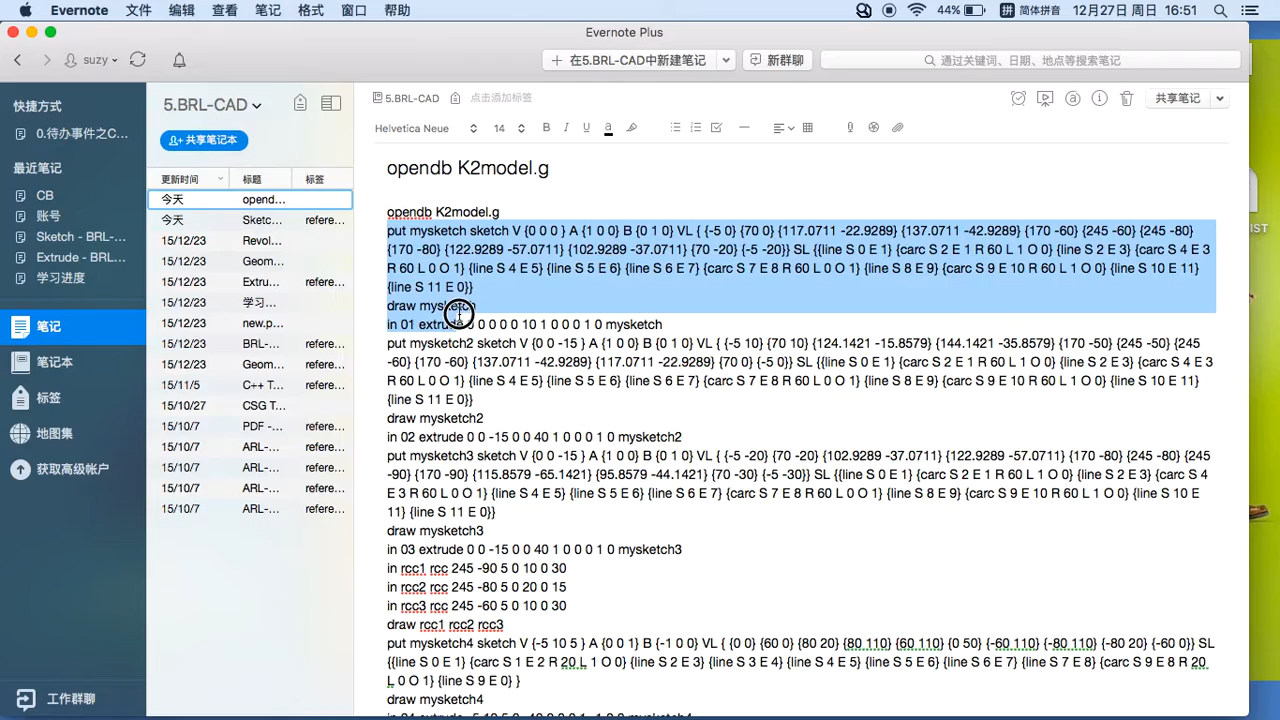 Evernote 文件 编辑 查看 笔记 格式 窗口 帮助 44% 拼 简体拼音 12月27日 周日 16:51
Evernote Plus
suzy 在5.BRL-CAD中新建笔记 新群聊 通过关键词、日期、地点等搜索笔记
快捷方式
0.待办事件之C...
最近笔记
CB
账号
Sketch - BRL-...
Extrude - BRL-...
学习进度
笔记
笔记本
标签
地图集
获取高级帐户
工作群聊
5.BRL-CAD
共享笔记本
更新时间 标题 标签
今天 opend...
今天 Sketc... refere...
15/12/23 Revol...
15/12/23 Geom...
15/12/23 Extru... refere...
15/12/23 学习...
15/12/23 new.p...
15/12/23 BRL-... refere...
15/12/23 Geom... refere...
15/11/5 C++ T... refere...
15/10/27 CSG T...
15/10/7 PDF -... refere...
15/10/7 ARL-... refere...
15/10/7 ARL-... refere...
15/10/7 ARL-... refere...
15/10/7 ARL-... refere...
5.BRL-CAD 点击添加标签 共享笔记
Helvetica Neue 14 B I U a
opendb K2model.g
opendb K2model.g
put mysketch sketch V {0 0 0 } A {1 0 0} B {0 1 0} VL { {-5 0} {70 0} {117.0711 -22.9289} {137.0711 -42.9289} {170 -60} {245 -60} {245 -80}
{170 -80} {122.9289 -57.0711} {102.9289 -37.0711} {70 -20} {-5 -20}} SL {{line S 0 E 1} {carc S 2 E 1 R 60 L 1 O 0} {line S 2 E 3} {carc S 4 E 3
R 60 L 0 O 1} {line S 4 E 5} {line S 5 E 6} {line S 6 E 7} {carc S 7 E 8 R 60 L 0 O 1} {line S 8 E 9} {carc S 9 E 10 R 60 L 1 O 0} {line S 10 E 11}
{line S 11 E 0}}
draw mysketch
in 01 extrude 0 0 0 0 0 10 1 0 0 0 1 0 mysketch
put mysketch2 sketch V {0 0 -15 } A {1 0 0} B {0 1 0} VL { {-5 10} {70 10} {124.1421 -15.8579} {144.1421 -35.8579} {170 -50} {245 -50} {245
-60} {170 -60} {137.0711 -42.9289} {117.0711 -22.9289} {70 0} {-5 0}} SL {{line S 0 E 1} {carc S 2 E 1 R 60 L 1 O 0} {line S 2 E 3} {carc S 4 E 3
R 60 L 0 O 1} {line S 4 E 5} {line S 5 E 6} {line S 6 E 7} {carc S 7 E 8 R 60 L 0 O 1} {line S 8 E 9} {carc S 9 E 10 R 60 L 1 O 0} {line S 10 E 11}
{line S 11 E 0}}
draw mysketch2
in 02 extrude 0 0 -15 0 0 40 1 0 0 0 1 0 mysketch2
put mysketch3 sketch V {0 0 -15 } A {1 0 0} B {0 1 0} VL { {-5 -20} {70 -20} {102.9289 -37.0711} {122.9289 -57.0711} {170 -80} {245 -80} {245
-90} {170 -90} {115.8579 -65.1421} {95.8579 -44.1421} {70 -30} {-5 -30}} SL {{line S 0 E 1} {carc S 2 E 1 R 60 L 1 O 0} {line S 2 E 3} {carc S 4
E 3 R 60 L 0 O 1} {line S 4 E 5} {line S 5 E 6} {line S 6 E 7} {carc S 7 E 8 R 60 L 0 O 1} {line S 8 E 9} {carc S 9 E 10 R 60 L 1 O 0} {line S 10 E
11} {line S 11 E 0}}
draw mysketch3
in 03 extrude 0 0 -15 0 0 40 1 0 0 0 1 0 mysketch3
in rcc1 rcc 245 -90 5 0 10 0 30
in rcc2 rcc 245 -80 5 0 20 0 15
in rcc3 rcc 245 -60 5 0 10 0 30
draw rcc1 rcc2 rcc3
put mysketch4 sketch V {-5 10 5 } A {0 0 1} B {-1 0 0} VL { {0 0} {60 0} {80 20} {80 110} {60 110} {0 50} {-60 110} {-80 110} {-80 20} {-60 0}} SL
{{line S 0 E 1} {carc S 1 E 2 R 20 L 1 O 0} {line S 2 E 3} {line S 3 E 4} {line S 4 E 5} {line S 5 E 6} {line S 6 E 7} {line S 7 E 8} {carc S 9 E 8 R 20
L 0 O 1} {line S 9 E 0} }
draw mysketch4